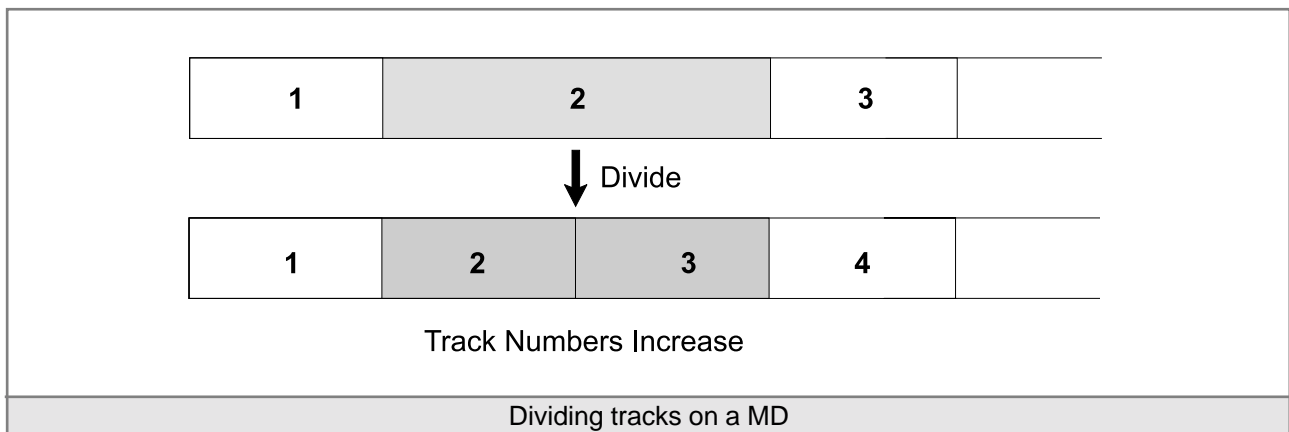 1 2 3
Divide
1 2 3 4
Track Numbers Increase
Dividing tracks on a MD